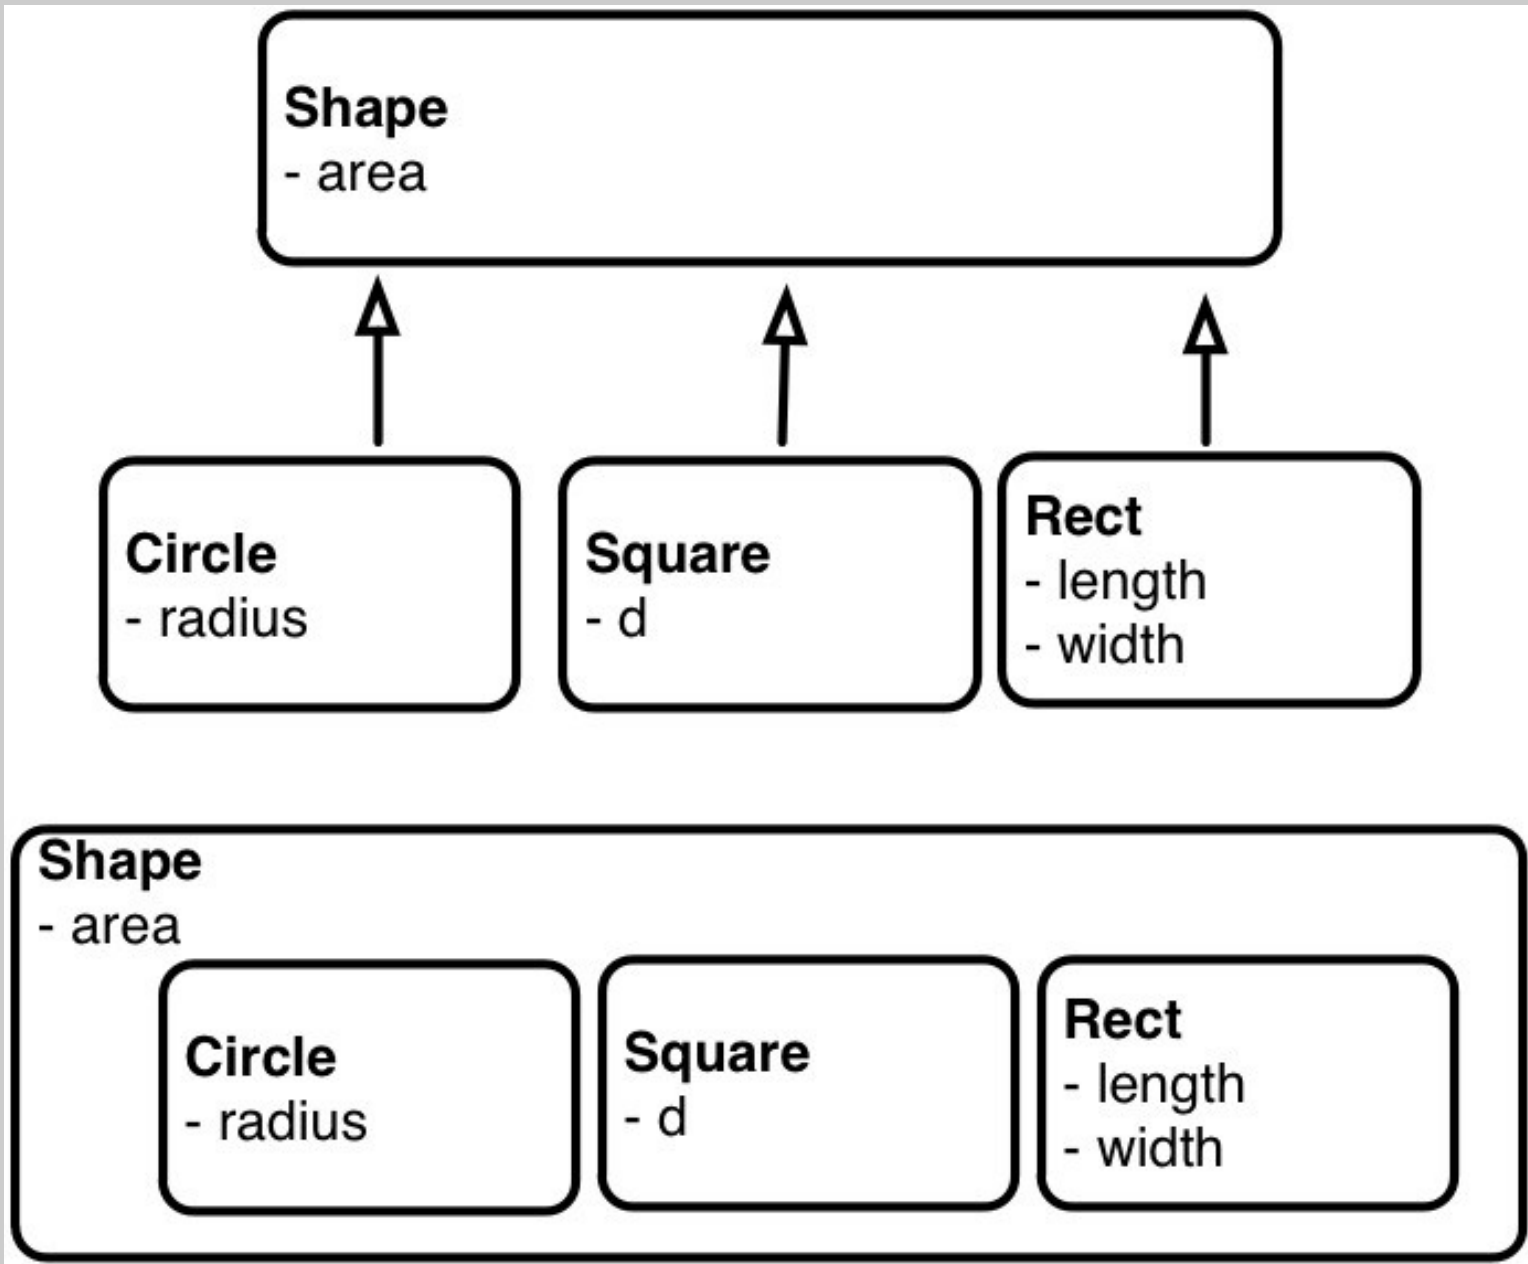 Shape
- area
Circle
- radius
Square
- d
Rect
- length
- width
Shape
- area
Circle
- radius
Square
- d
Rect
- length
- width